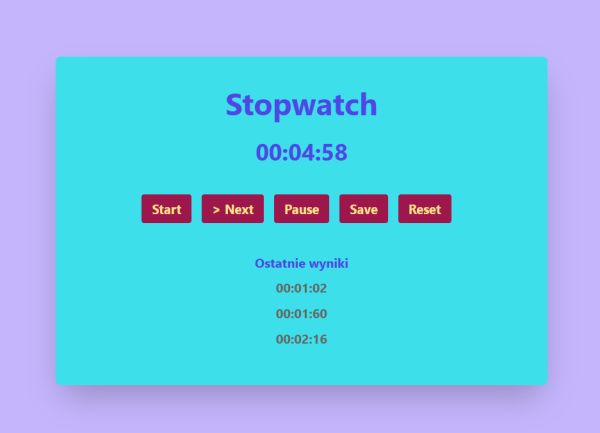 Stopwatch
00:04:58
Start > Next Pause Save Reset
Ostatnie wyniki
00:01:02
00:01:60
00:02:16